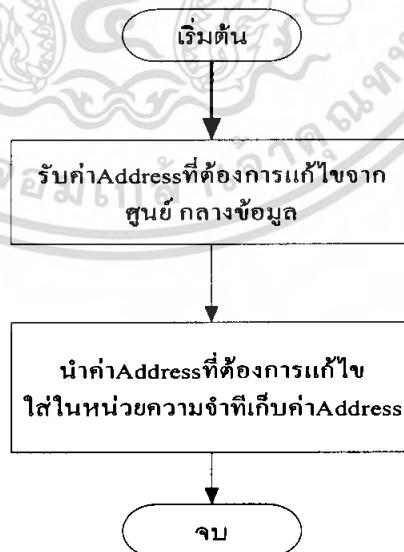 เริ่มต้น
รับค่าAddressที่ต้องการแก้ไขจาก
ศูนย์ กลางข้อมูล
นำค่าAddressที่ต้องการแก้ไข
ใส่ในหน่วยความจำที่เก็บค่าAddress
จบ